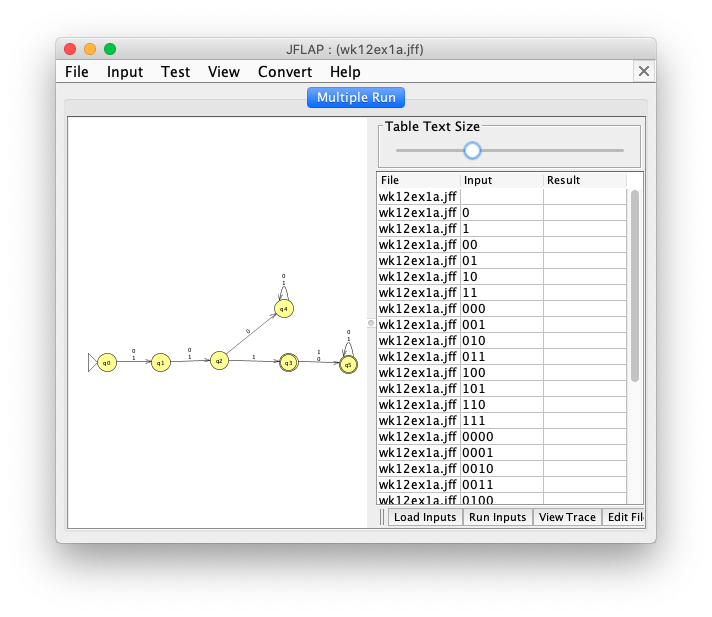 JFLAP : (wk12ex1a.jff)
File Input Test View Convert Help
Multiple Run
Table Text Size
File Input Result
wk12ex1a.jff
wk12ex1a.jff 0
wk12ex1a.jff 1
wk12ex1a.jff 00
wk12ex1a.jff 01
wk12ex1a.jff 10
wk12ex1a.jff 11
wk12ex1a.jff 000
wk12ex1a.jff 001
wk12ex1a.jff 010
wk12ex1a.jff 011
wk12ex1a.jff 100
wk12ex1a.jff 101
wk12ex1a.jff 110
wk12ex1a.jff 111
wk12ex1a.jff 0000
wk12ex1a.jff 0001
wk12ex1a.jff 0010
wk12ex1a.jff 0011
wk12ex1a.jff 0100
Load Inputs Run Inputs View Trace Edit Fil
0
1
q4
0
0
1
0
1
1
1
0
0
1
q0 q1 q2 q3 q5